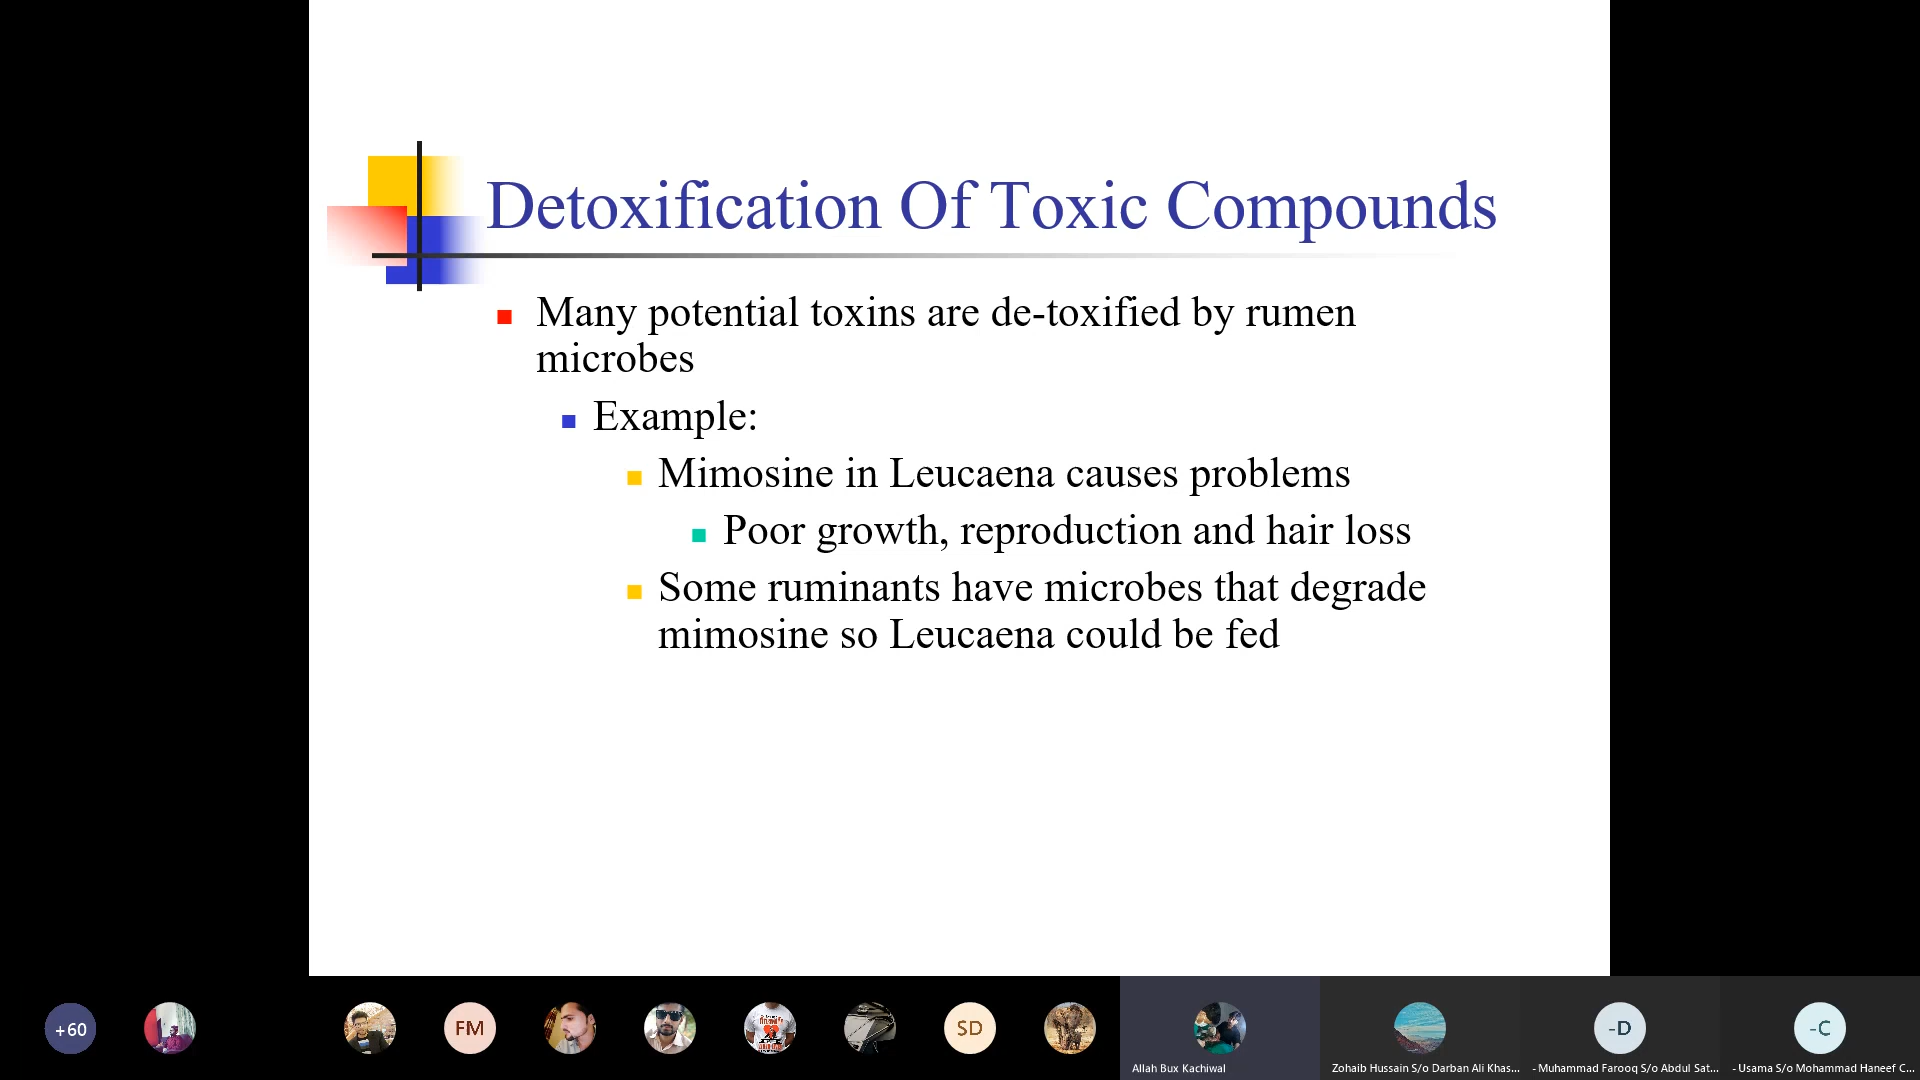 Detoxification Of Toxic Compounds
Many potential toxins are de-toxified by rumen
microbes
Example:
Mimosine in Leucaena causes problems
Poor growth, reproduction and hair loss
Some ruminants have microbes that degrade
mimosine so Leucaena could be fed
+60
FM
SD
-D
-C
Allah Bux Kachiwal
Zohaib Hussain S/o Darban Ali Khas...
- Muhammad Farooq S/o Abdul Sat...
- Usama S/o Mohammad Haneef C...